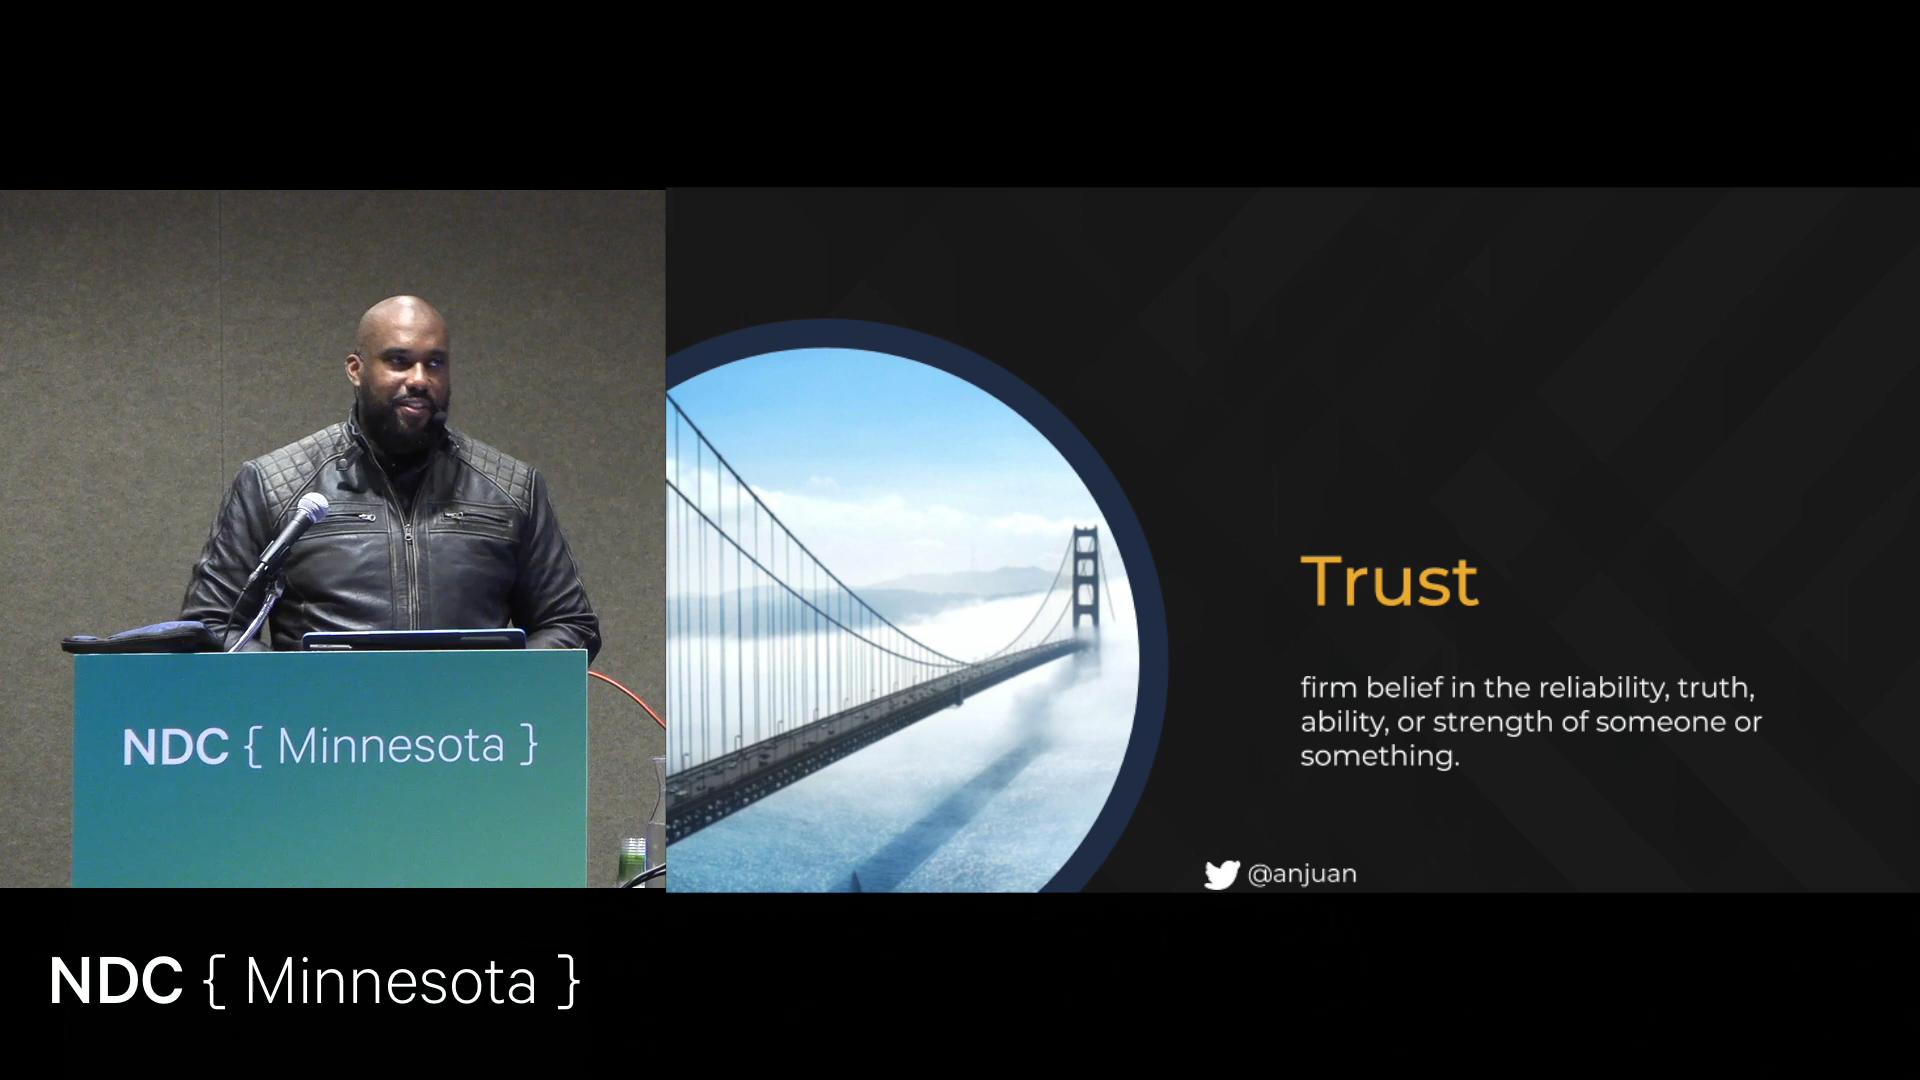 NDC { Minnesota }
Trust
firm belief in the reliability, truth,
ability, or strength of someone or
something.
@anjuan
NDC { Minnesota }